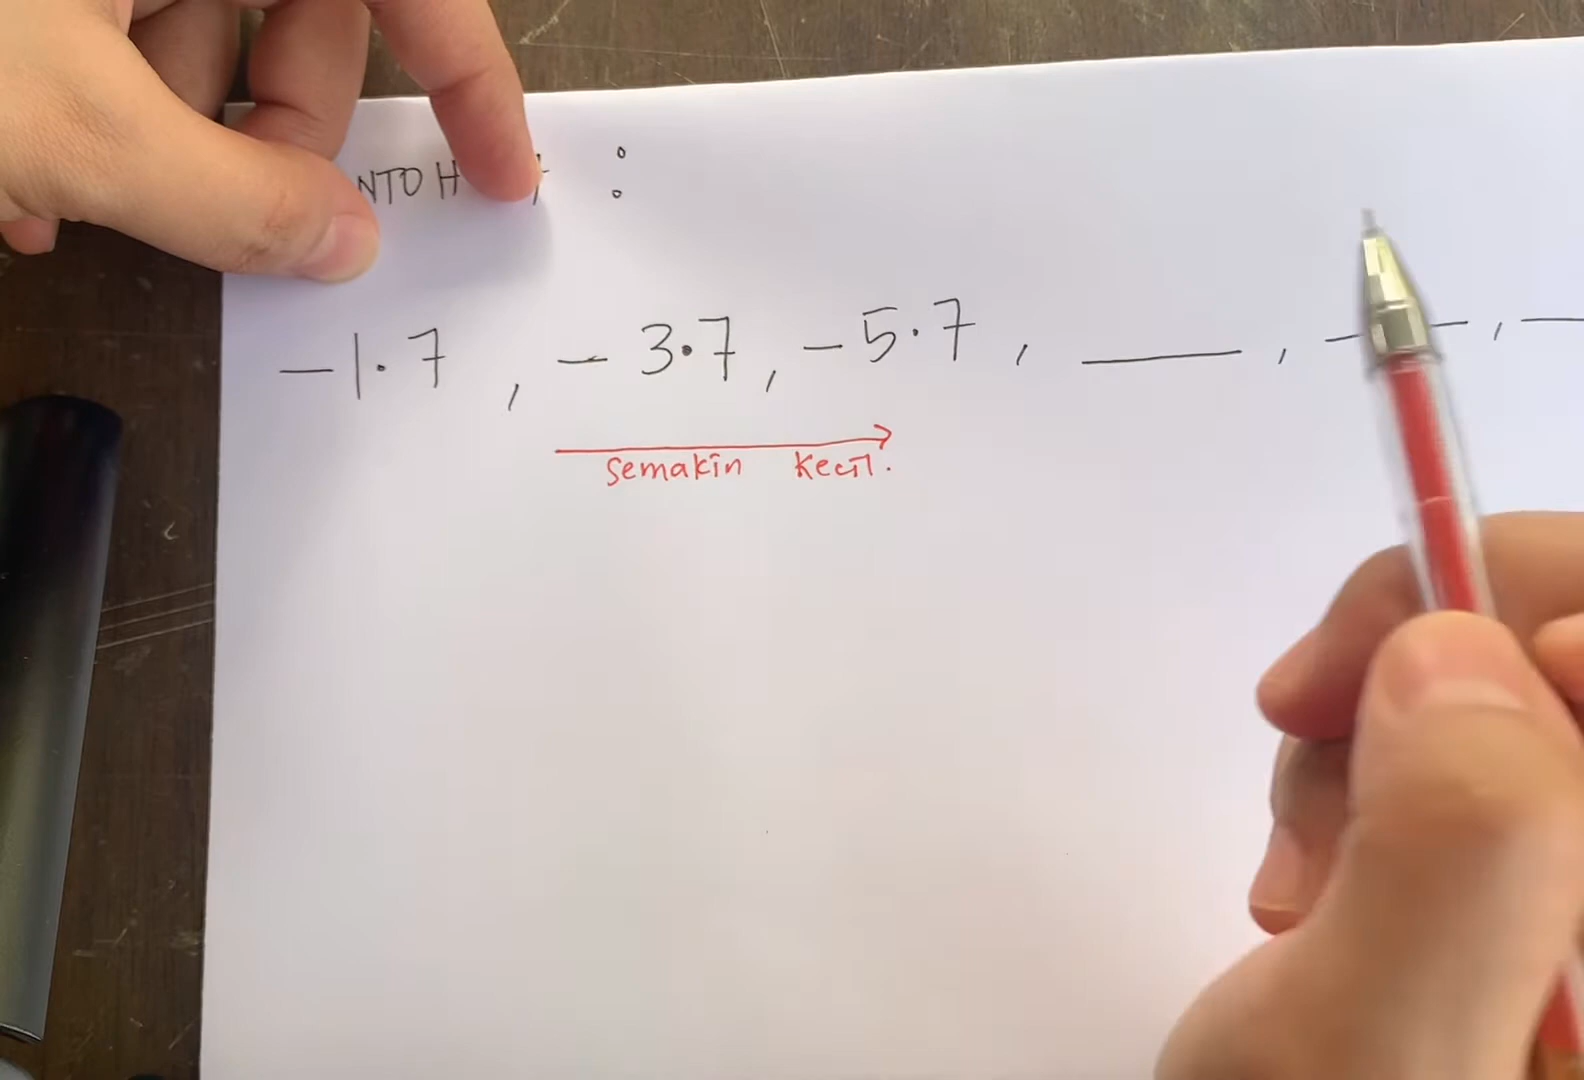 NTOH :
-1.7 , -3.7, -5.7 , ____ , ____ , ____
semakin kecil.